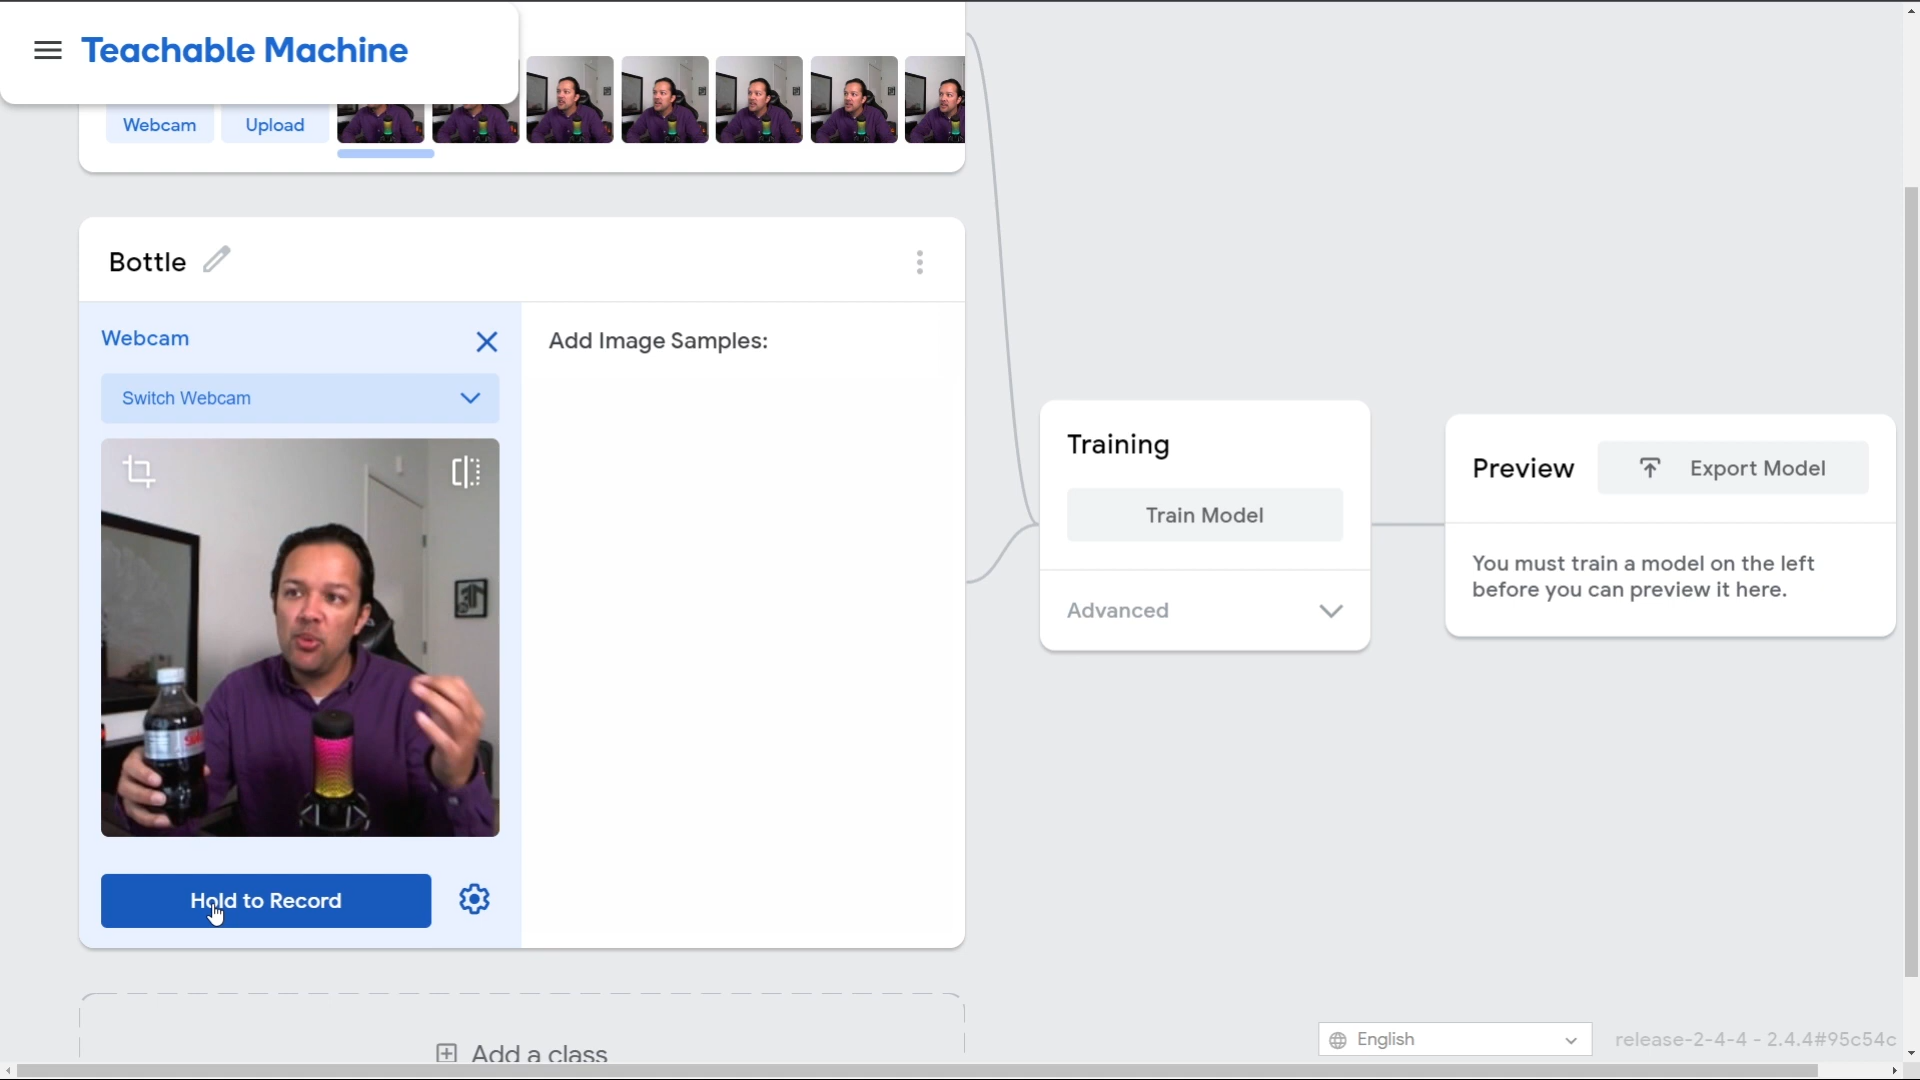 Teachable Machine
Webcam
Upload
Bottle
Webcam
Add Image Samples:
Switch Webcam
Hold to Record
Training
Train Model
Advanced
Preview
Export Model
You must train a model on the left
before you can preview it here.
Add a class
English
release-2-4-4 - 2.4.4#95c54c